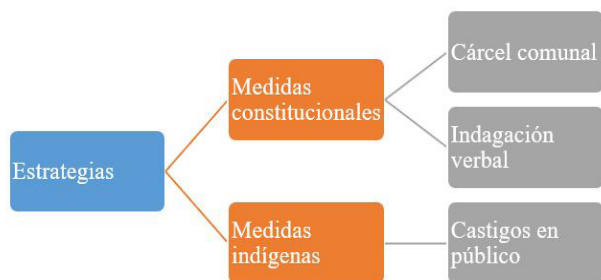 Estrategias
Medidas
constitucionales
Cárcel comunal
Indagación
verbal
Medidas
indígenas
Castigos en
público